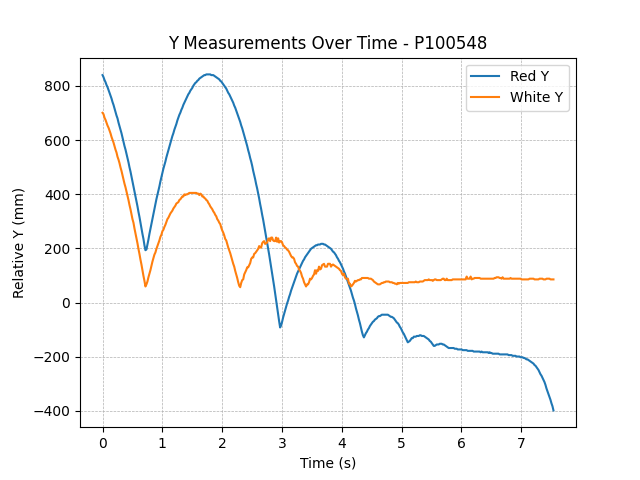 Y Measurements Over Time - P100548
Red Y
White Y
Relative Y (mm)
800
600
400
200
0
−200
−400
0 1 2 3 4 5 6 7
Time (s)